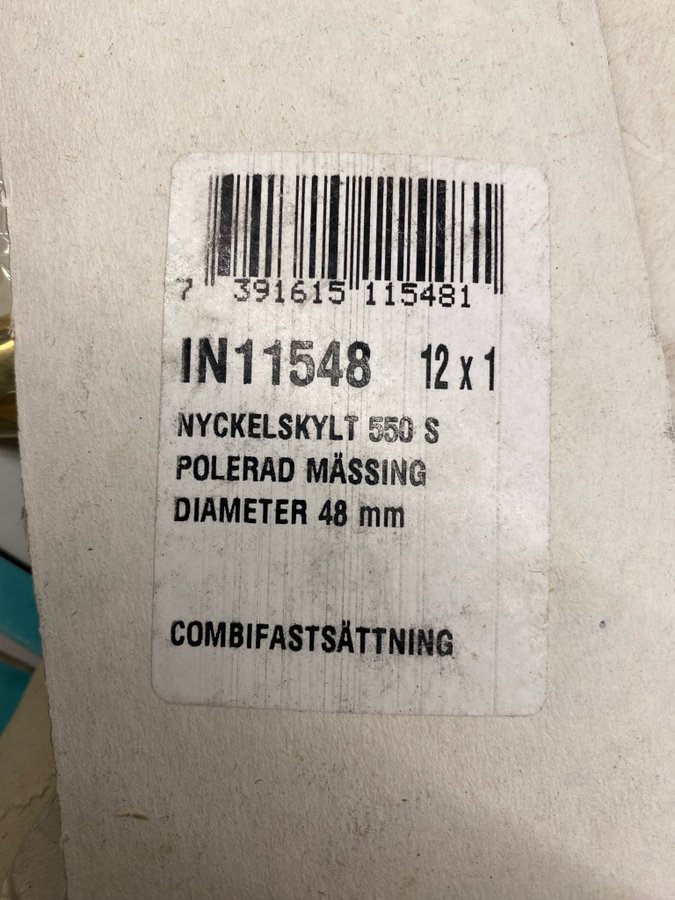 7 391615 115481
IN11548 12 x 1
NYCKELSKYLT 550 S
POLERAD MÄSSING
DIAMETER 48 mm
COMBIFASTSÄTTNING